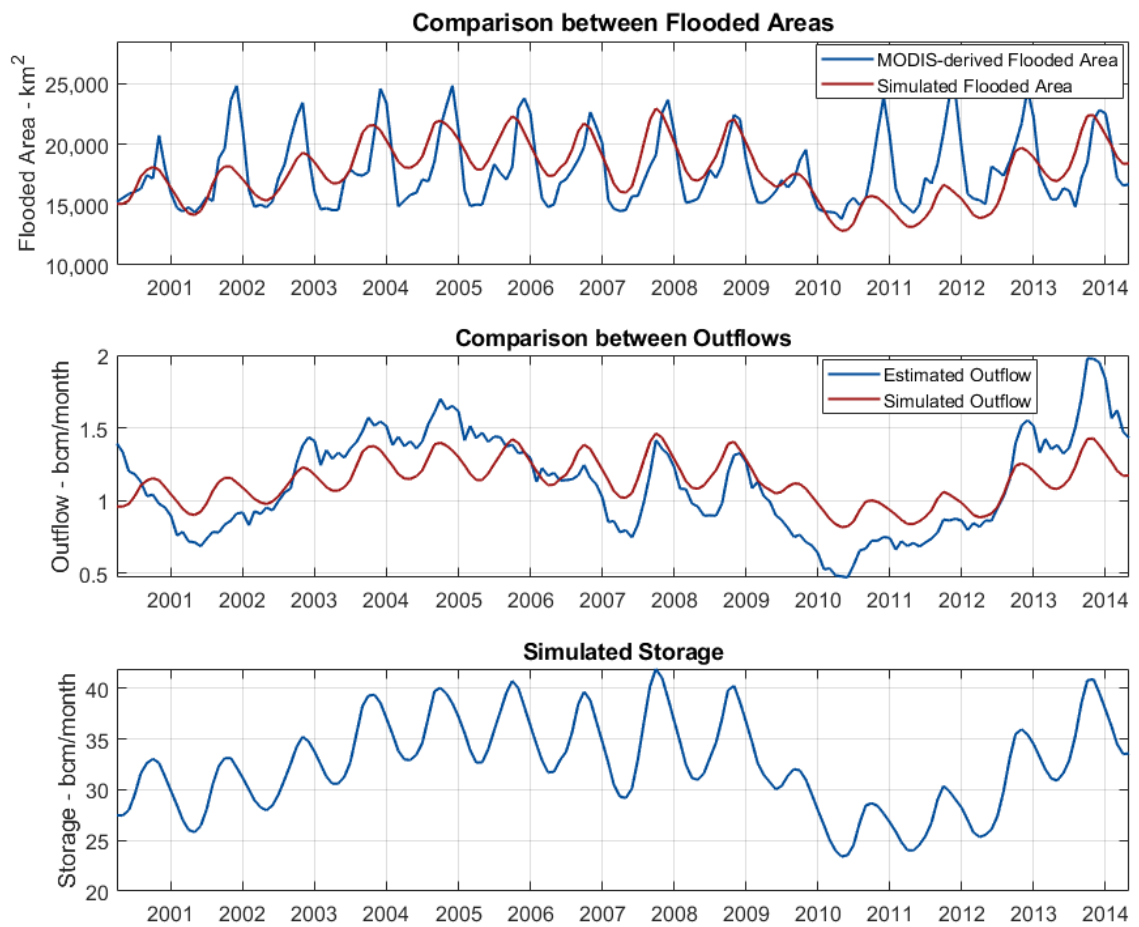 Comparison between Flooded Areas
Flooded Area - km²
25,000
20,000
15,000
10,000
MODIS-derived Flooded Area
Simulated Flooded Area
2001 2002 2003 2004 2005 2006 2007 2008 2009 2010 2011 2012 2013 2014
Comparison between Outflows
Outflow - bcm/month
2
1.5
1
0.5
Estimated Outflow
Simulated Outflow
2001 2002 2003 2004 2005 2006 2007 2008 2009 2010 2011 2012 2013 2014
Simulated Storage
Storage - bcm/month
40
35
30
25
20
2001 2002 2003 2004 2005 2006 2007 2008 2009 2010 2011 2012 2013 2014